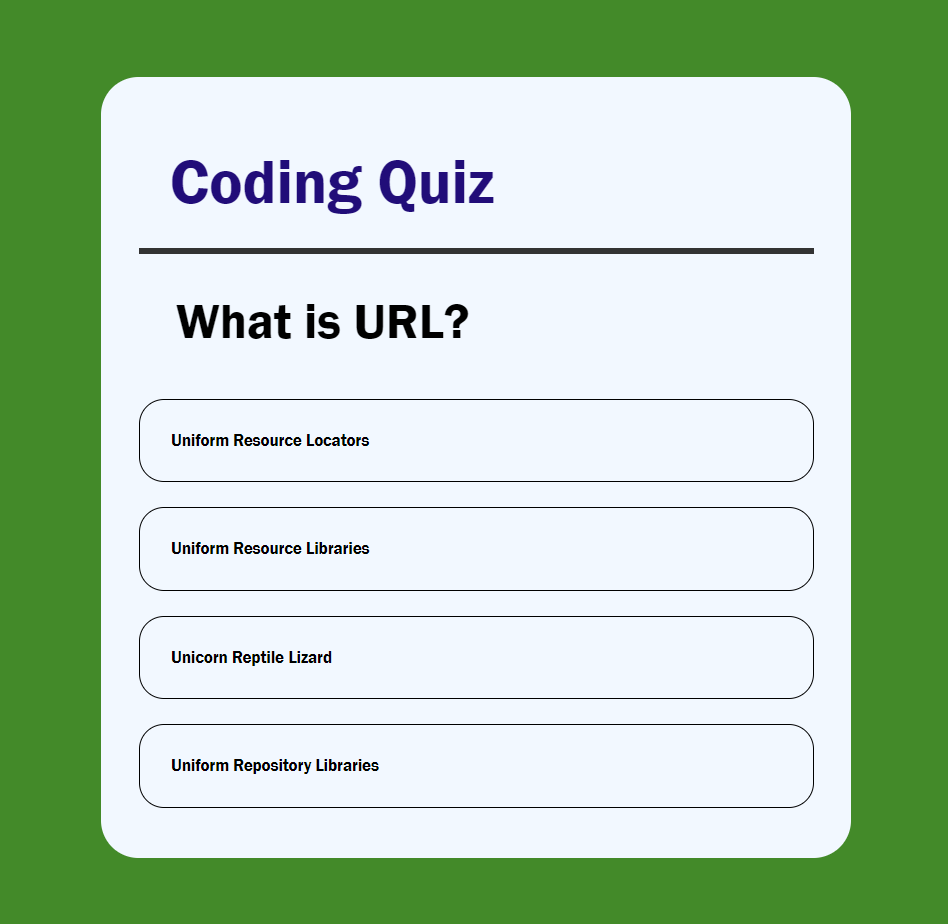 Coding Quiz
What is URL?
Uniform Resource Locators
Uniform Resource Libraries
Unicorn Reptile Lizard
Uniform Repository Libraries